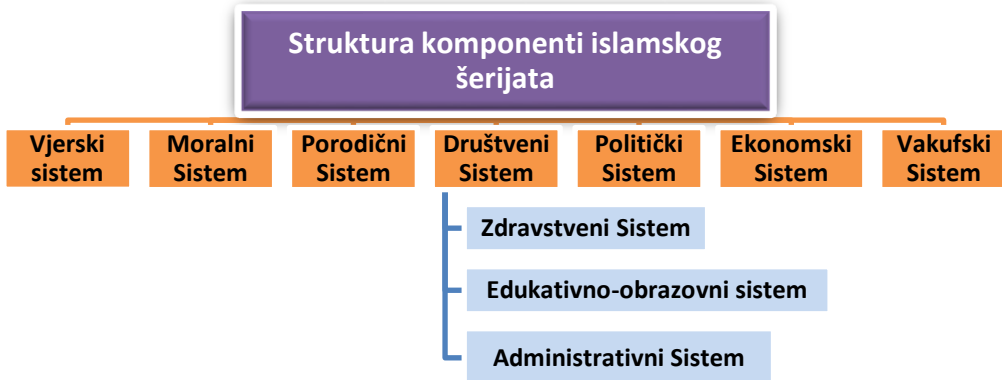 Struktura komponenti islamskog
šerijata
Vjerski
sistem
Moralni
Sistem
Porodični
Sistem
Društveni
Sistem
Politički
Sistem
Ekonomski
Sistem
Vakufski
Sistem
Zdravstveni Sistem
Edukativno-obrazovni sistem
Administrativni Sistem